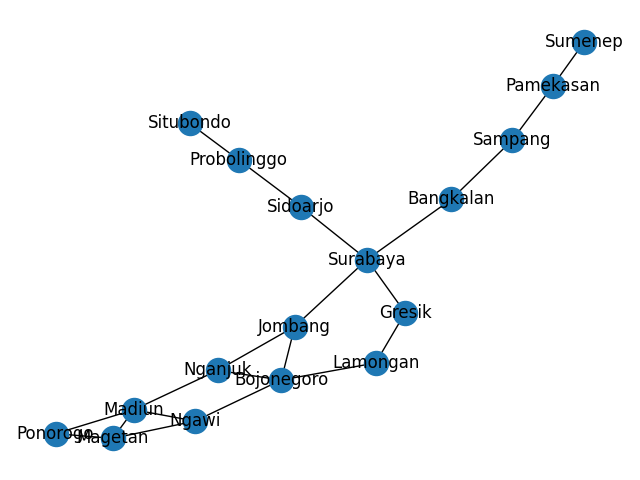 Sumenep
Pamekasan
Situbondo
Sampang
Probolinggo
Bangkalan
Sidoarjo
Surabaya
Gresik
Jombang
Lamongan
Nganjuk
Bojonegoro
Madiun
Ngawi
Ponorogo
Magetan